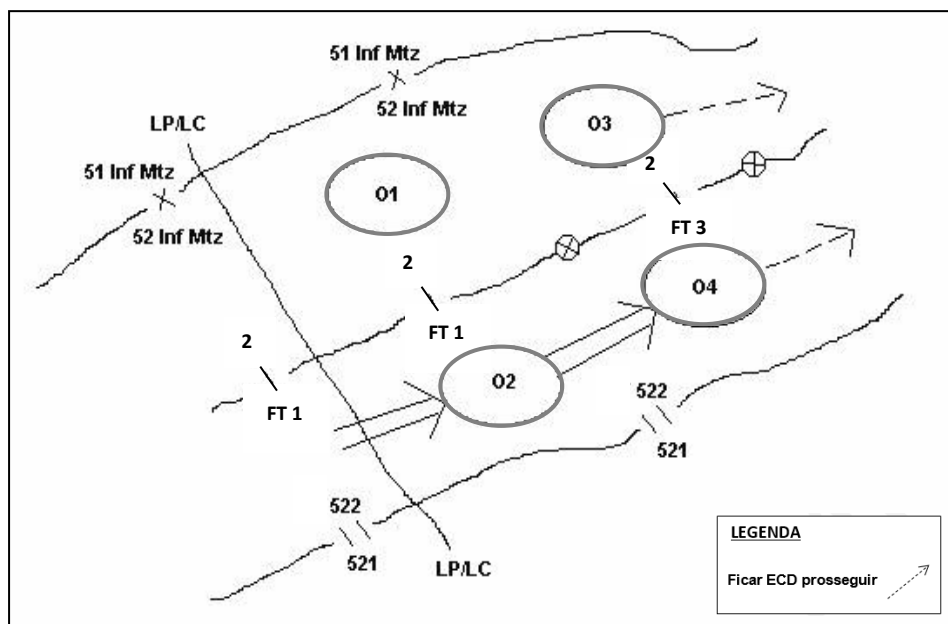 51 Inf Mtz
52 Inf Mtz
LP/LC
51 Inf Mtz
52 Inf Mtz
O1
O3
2
FT 3
2
FT 1
O4
2
FT 1
O2
522
521
522
521
LP/LC
LEGENDA
Ficar ECD prosseguir